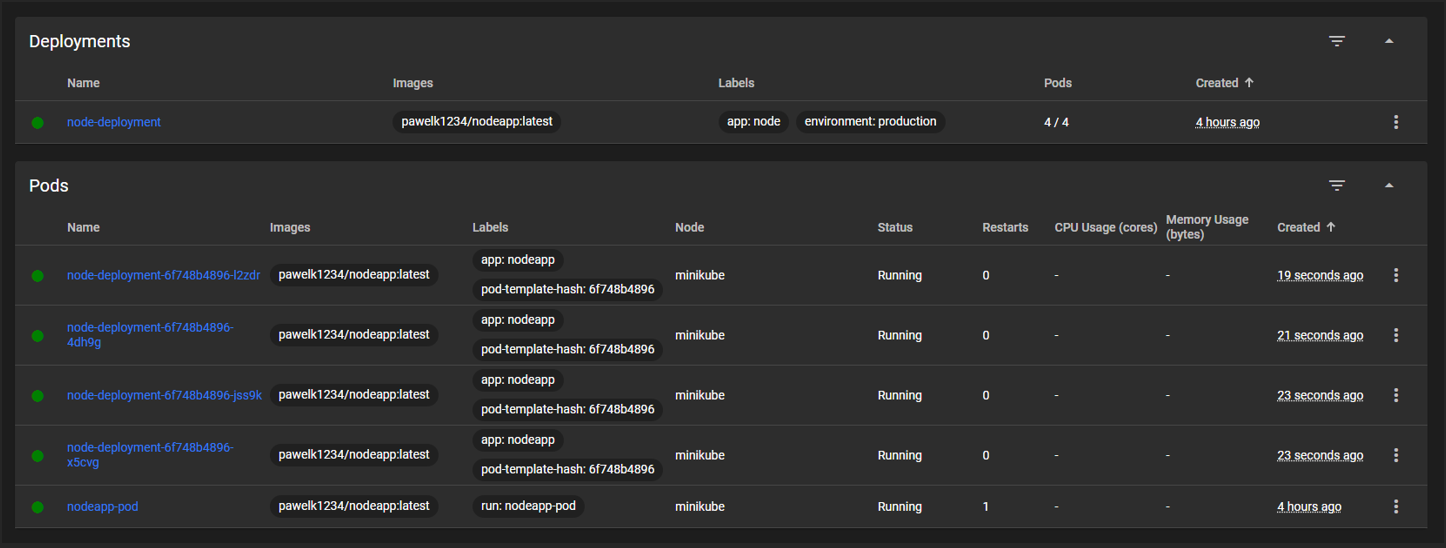 Deployments
Name Images Labels Pods Created
node-deployment pawelk1234/nodeapp:latest app: node environment: production 4 / 4 4 hours ago
Pods
Name Images Labels Node Status Restarts CPU Usage (cores) Memory Usage
(bytes) Created
app: nodeapp
node-deployment-6f748b4896-l2zdr pawelk1234/nodeapp:latest minikube Running 0 - - 19 seconds ago
pod-template-hash: 6f748b4896
app: nodeapp
node-deployment-6f748b4896-
4dh9g pawelk1234/nodeapp:latest minikube Running 0 - - 21 seconds ago
pod-template-hash: 6f748b4896
app: nodeapp
node-deployment-6f748b4896-jss9k pawelk1234/nodeapp:latest minikube Running 0 - - 23 seconds ago
pod-template-hash: 6f748b4896
app: nodeapp
node-deployment-6f748b4896-
x5cvg pawelk1234/nodeapp:latest minikube Running 0 - - 23 seconds ago
pod-template-hash: 6f748b4896
nodeapp-pod pawelk1234/nodeapp:latest run: nodeapp-pod minikube Running 1 - - 4 hours ago